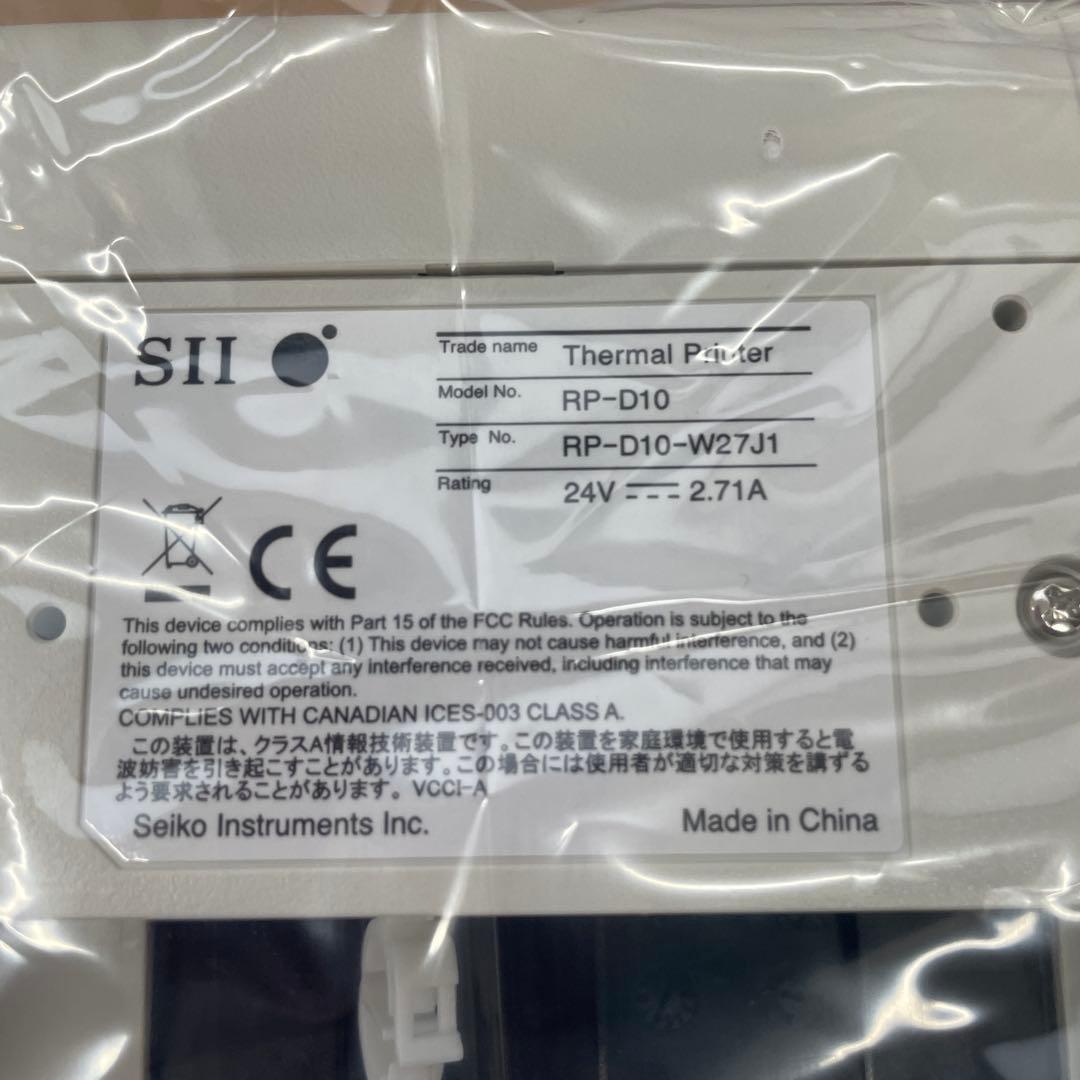 SII
Trade name Thermal Printer
Model No. RP-D10
Type No. RP-D10-W27J1
Rating 24V 2.71A
CE
This device complies with Part 15 of the FCC Rules. Operation is subject to the
following two conditions: (1) This device may not cause harmful interference, and (2)
this device must accept any interference received, including interference that may
cause undesired operation.
COMPLIES WITH CANADIAN ICES-003 CLASS A.
この装置は、クラスA情報技術装置です。この装置を家庭環境で使用すると電
波妨害を引き起こすことがあります。この場合には使用者が適切な対策を講ずる
よう要求されることがあります。 VCCI-A
Seiko Instruments Inc. Made in China